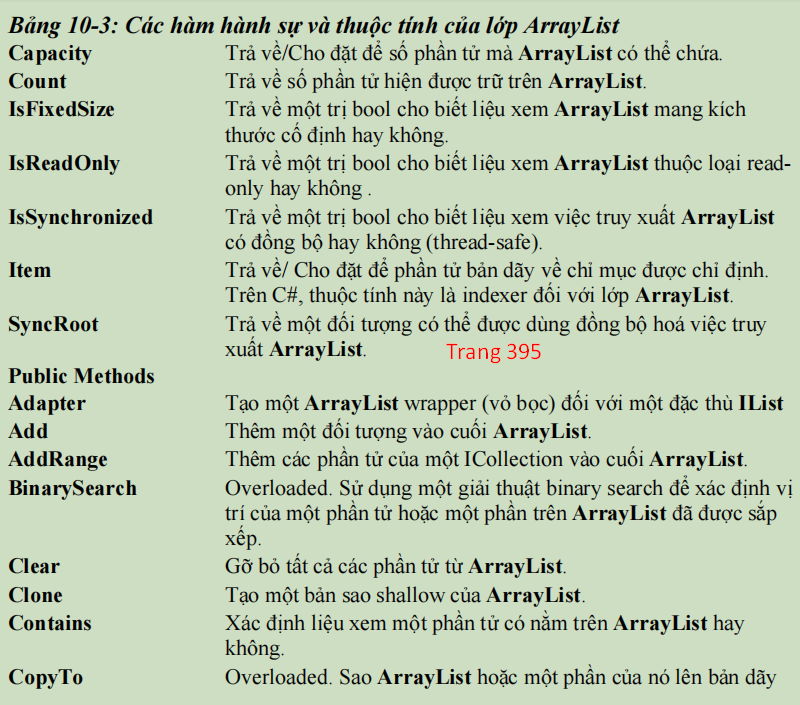 Bảng 10-3: Các hàm hành sự và thuộc tính của lớp ArrayList
Capacity Trả về/Cho đặt để số phần tử mà ArrayList có thể chứa.
Count Trả về số phần tử hiện được trữ trên ArrayList.
IsFixedSize Trả về một trị bool cho biết liệu xem ArrayList mang kích
thước cố định hay không.
IsReadOnly Trả về một trị bool cho biết liệu xem ArrayList thuộc loại read-
only hay không .
IsSynchronized Trả về một trị bool cho biết liệu xem việc truy xuất ArrayList
có đồng bộ hay không (thread-safe).
Item Trả về/ Cho đặt để phần tử bản dãy về chỉ mục được chỉ định.
Trên C#, thuộc tính này là indexer đối với lớp ArrayList.
SyncRoot Trả về một đối tượng có thể được dùng đồng bộ hoá việc truy
xuất ArrayList. Trang 395
Public Methods
Adapter Tạo một ArrayList wrapper (vỏ bọc) đối với một đặc thù IList
Add Thêm một đối tượng vào cuối ArrayList.
AddRange Thêm các phần tử của một ICollection vào cuối ArrayList.
BinarySearch Overloaded. Sử dụng một giải thuật binary search để xác định vị
trí của một phần tử hoặc một phần trên ArrayList đã được sắp
xếp.
Clear Gỡ bỏ tất cả các phần tử từ ArrayList.
Clone Tạo một bản sao shallow của ArrayList.
Contains Xác định liệu xem một phần tử có nằm trên ArrayList hay
không.
CopyTo Overloaded. Sao ArrayList hoặc một phần của nó lên bản dãy